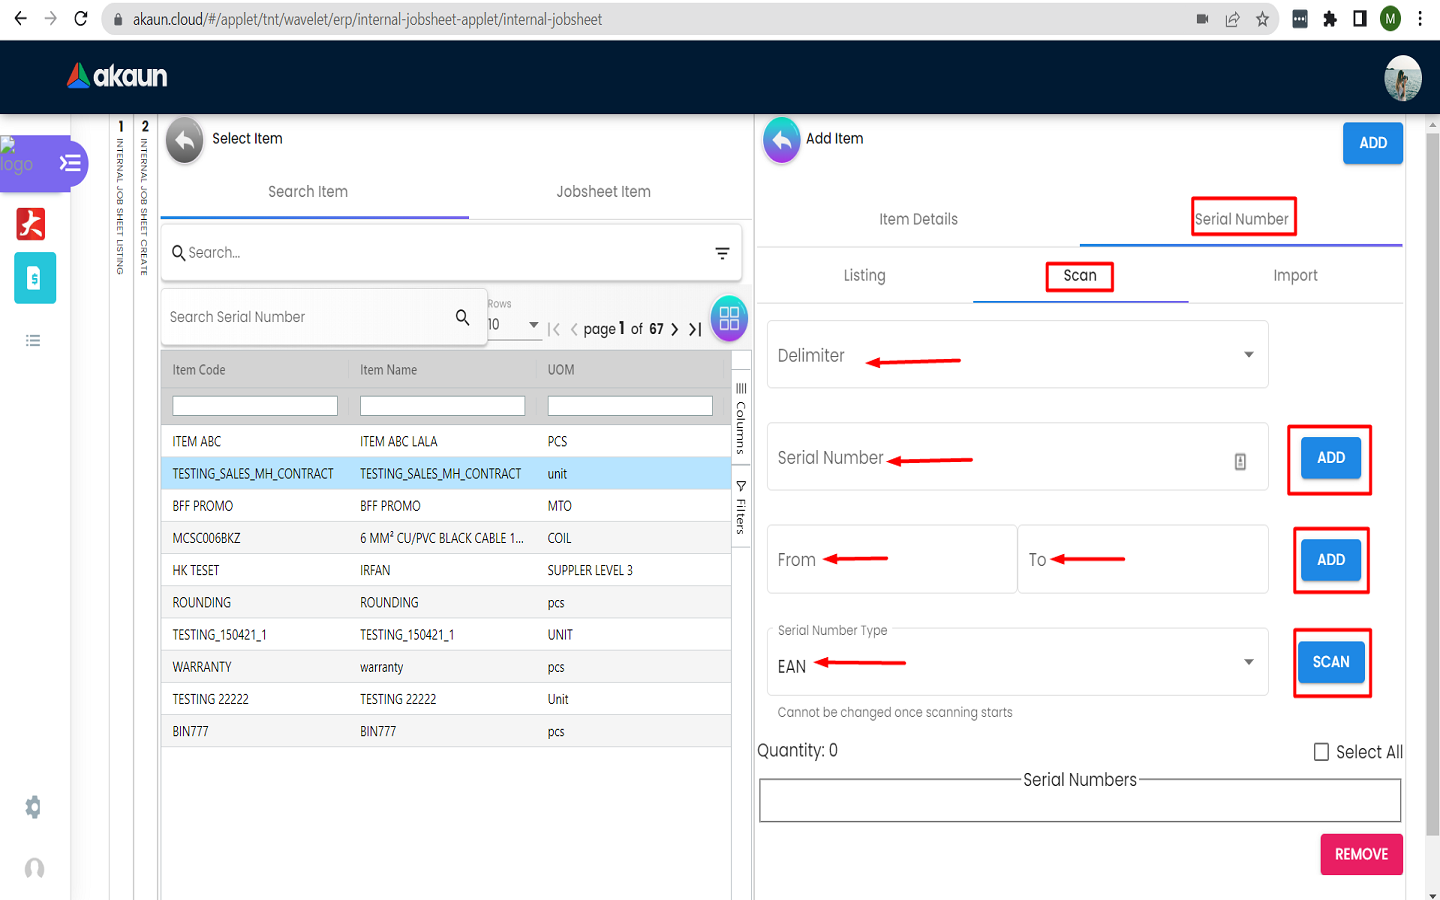 akaun.cloud/#/applet/tnt/wavelet/erp/internal-jobsheet-applet/internal-jobsheet
M
akaun
logo
1 INTERNAL JOB SHEET LISTING
2 INTERNAL JOB SHEET CREATE
Select Item
Search Item Jobsheet Item
Search...
Search Serial Number
Rows
10
page 1 of 67
Item Code Item Name UOM
ITEM ABC ITEM ABC LALA PCS
TESTING_SALES_MH_CONTRACT TESTING_SALES_MH_CONTRACT unit
BFF PROMO BFF PROMO MTO
MCSC006BKZ 6 MM² CU/PVC BLACK CABLE 1... COIL
HK TESET IRFAN SUPPLER LEVEL 3
ROUNDING ROUNDING pcs
TESTING_150421_1 TESTING_150421_1 UNIT
WARRANTY warranty pcs
TESTING 22222 TESTING 22222 Unit
BIN777 BIN777 pcs
Columns
Filters
Add Item
ADD
Item Details Serial Number
Listing Scan Import
Delimiter
Serial Number ADD
From To ADD
Serial Number Type
EAN SCAN
Cannot be changed once scanning starts
Quantity: 0 Select All
Serial Numbers
REMOVE